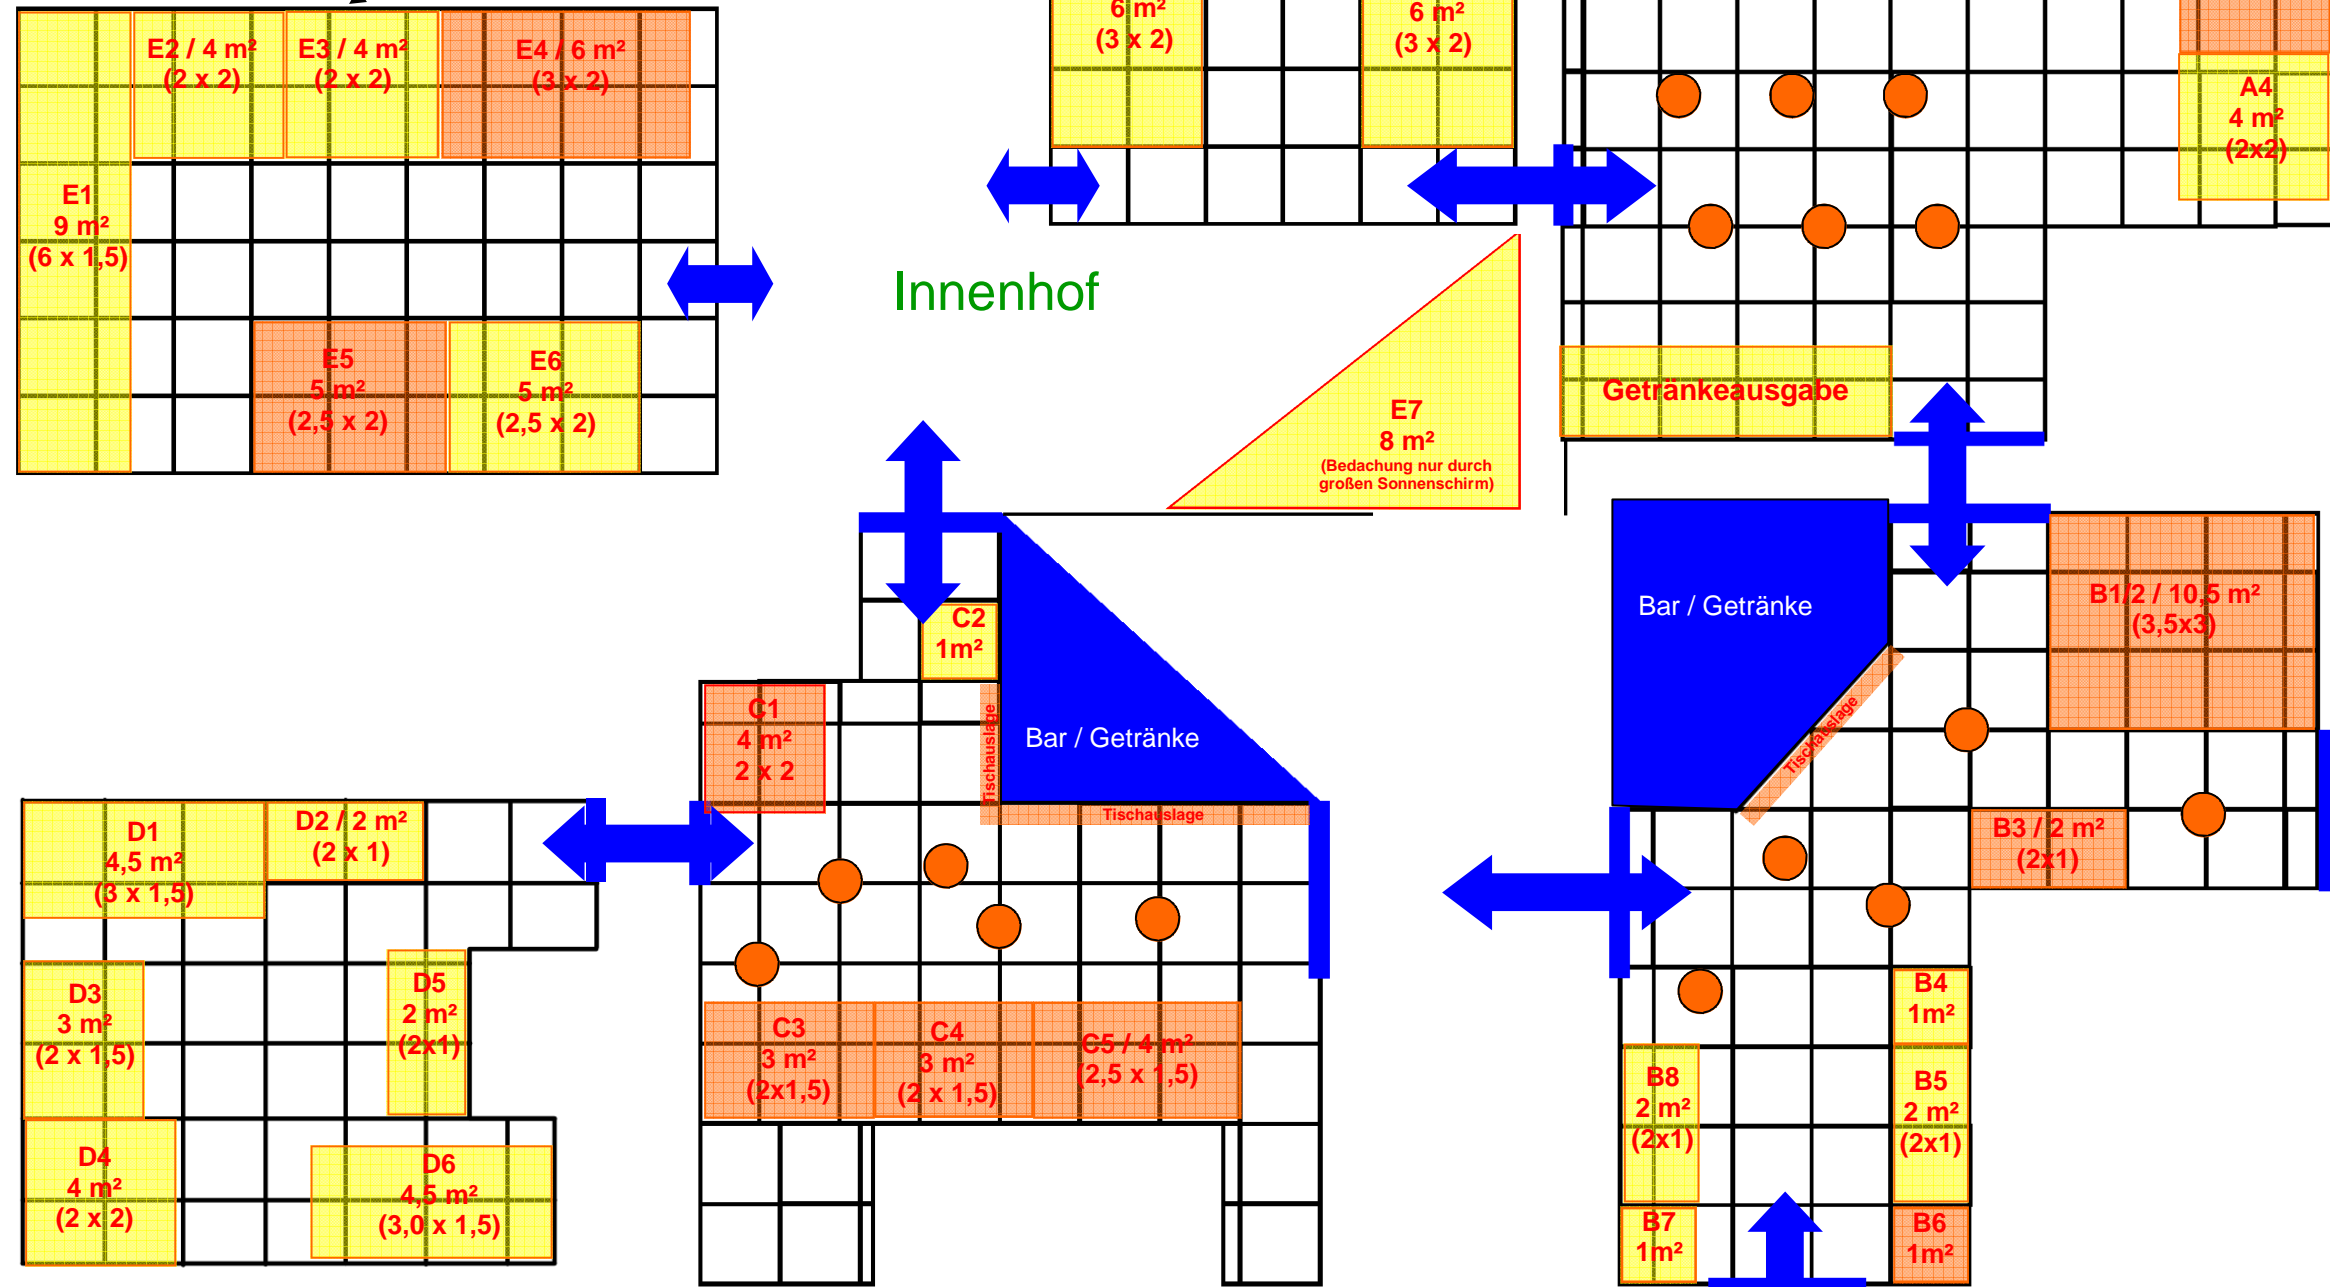 E2 / 4 m²
(2 x 2)
E3 / 4 m²
(2 x 2)
E4 / 6 m²
(3 x 2)
6 m²
(3 x 2)
6 m²
(3 x 2)
A4
4 m²
(2x2)
E1
9 m²
(6 x 1,5)
Innenhof
E5
5 m²
(2,5 x 2)
E6
5 m²
(2,5 x 2)
E7
8 m²
(Bedachung nur durch
großen Sonnenschirm)
Getränkeausgabe
C2
1m²
Bar / Getränke
B1/2 / 10,5 m²
(3,5x3)
C1
4 m²
2 x 2
Tischauslage
Bar / Getränke
Tischauslage
Tischauslage
D1
4,5 m²
(3 x 1,5)
D2 / 2 m²
(2 x 1)
B3 / 2 m²
(2x1)
D3
3 m²
(2 x 1,5)
D5
2 m²
(2x1)
C3
3 m²
(2x1,5)
C4
3 m²
(2 x 1,5)
C5 / 4 m²
(2,5 x 1,5)
B4
1m²
B8
2 m²
(2x1)
B5
2 m²
(2x1)
D4
4 m²
(2 x 2)
D6
4,5 m²
(3,0 x 1,5)
B7
1m²
B6
1m²